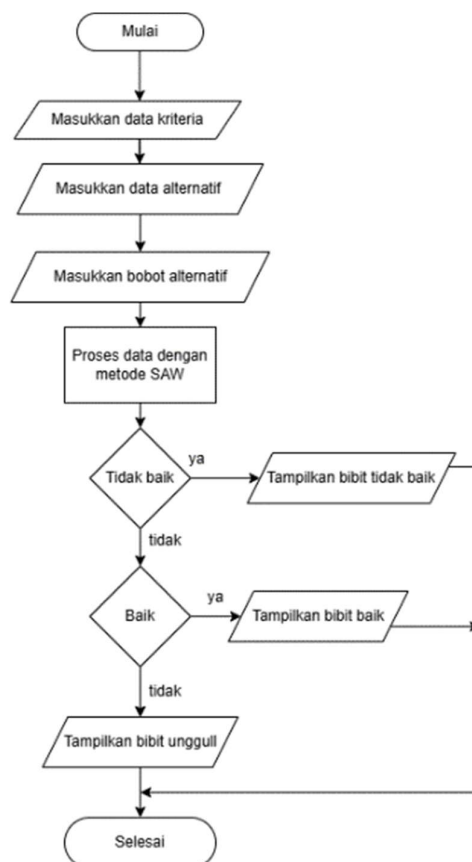 Mulai
Masukkan data kriteria
Masukkan data alternatif
Masukkan bobot alternatif
Proses data dengan
metode SAW
Tidak baik
ya
Tampilkan bibit tidak baik
tidak
Baik
ya
Tampilkan bibit baik
tidak
Tampilkan bibit unggull
Selesai